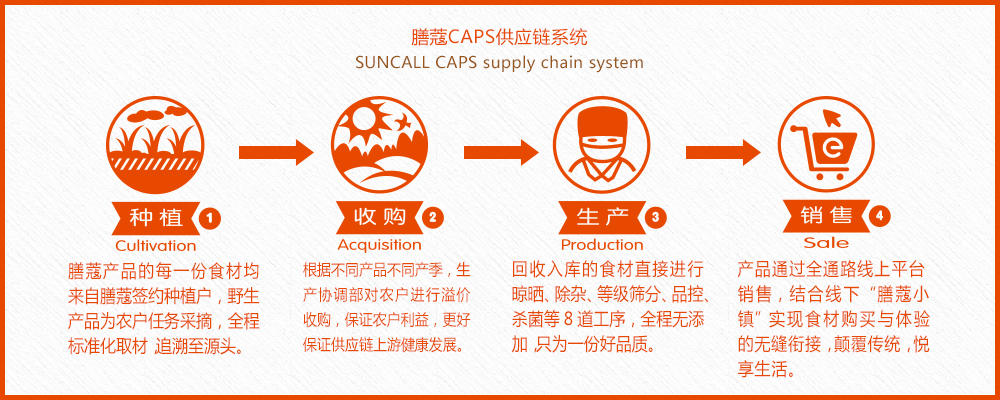 膳蔻CAPS供应链系统
SUNCALL CAPS supply chain system
种植 1
Cultivation
膳蔻产品的每一份食材均
来自膳蔻签约种植户，野生
产品为农户任务采摘，全程
标准化取材，追溯至源头。
收购 2
Acquisition
根据不同产品不同产季，生
产协调部对农户进行溢价
收购，保证农户利益，更好
保证供应链上游健康发展。
生产 3
Production
回收入库的食材直接进行
晾晒、除杂、等级筛分、品控、
杀菌等8道工序，全程无添
加，只为一份好品质。
e
销售 4
Sale
产品通过全通路线上平台
销售，结合线下“膳蔻小
镇”实现食材购买与体验
的无缝衔接，颠覆传统，悦
享生活。